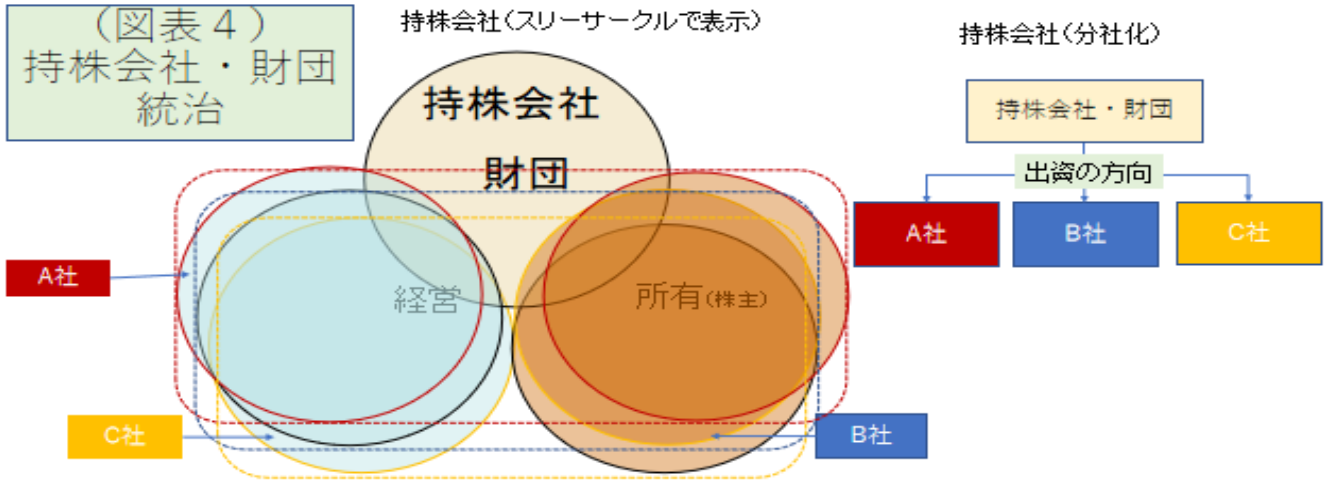 （図表４）
持株会社・財団
統治
持株会社(スリーサークルで表示)
持株会社
財団
経営
所有(株主)
A社
C社
B社
持株会社(分社化)
持株会社・財団
出資の方向
A社
B社
C社